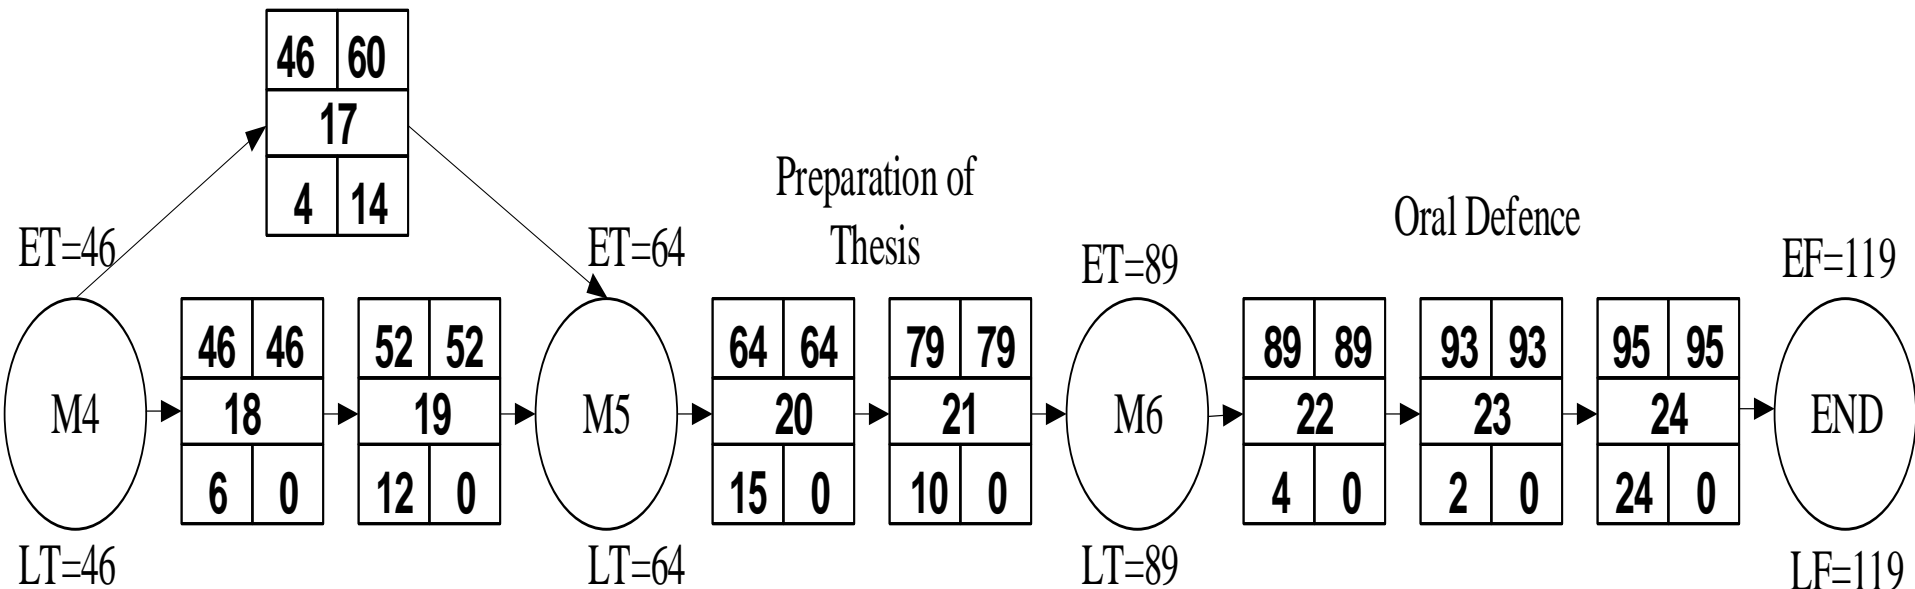 46 60
17
4 14
Preparation of
Thesis
Oral Defence
ET=46
ET=64
ET=89
EF=119
46 46 52 52 64 64 79 79 89 89 93 93 95 95
M4 18 19 M5 20 21 M6 22 23 24 END
6 0 12 0 15 0 10 0 4 0 2 0 24 0
LT=46 LT=64 LT=89 LF=119